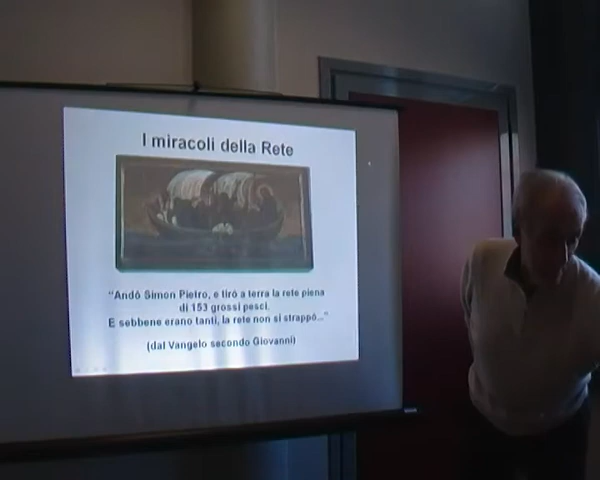 I miracoli della Rete
"Andò Simon Pietro, e tirò a terra la rete piena
di 153 grossi pesci.
E sebbene erano tanti, la rete non si strappò..."
(dal Vangelo secondo Giovanni)